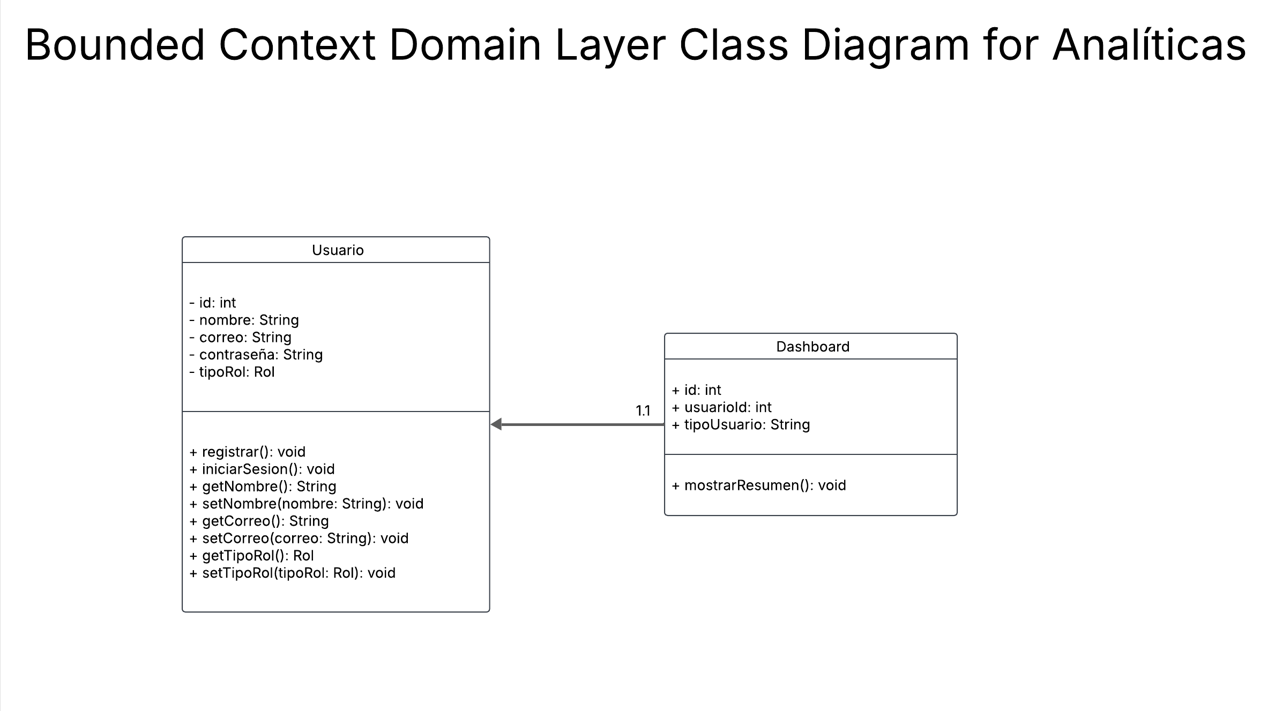 Bounded Context Domain Layer Class Diagram for Analíticas
Usuario
- id: int
- nombre: String
- correo: String
- contraseña: String
- tipoRol: Rol
+ registrar(): void
+ iniciarSesion(): void
+ getNombre(): String
+ setNombre(nombre: String): void
+ getCorreo(): String
+ setCorreo(correo: String): void
+ getTipoRol(): Rol
+ setTipoRol(tipoRol: Rol): void
1.1
Dashboard
+ id: int
+ usuarioId: int
+ tipoUsuario: String
+ mostrarResumen(): void